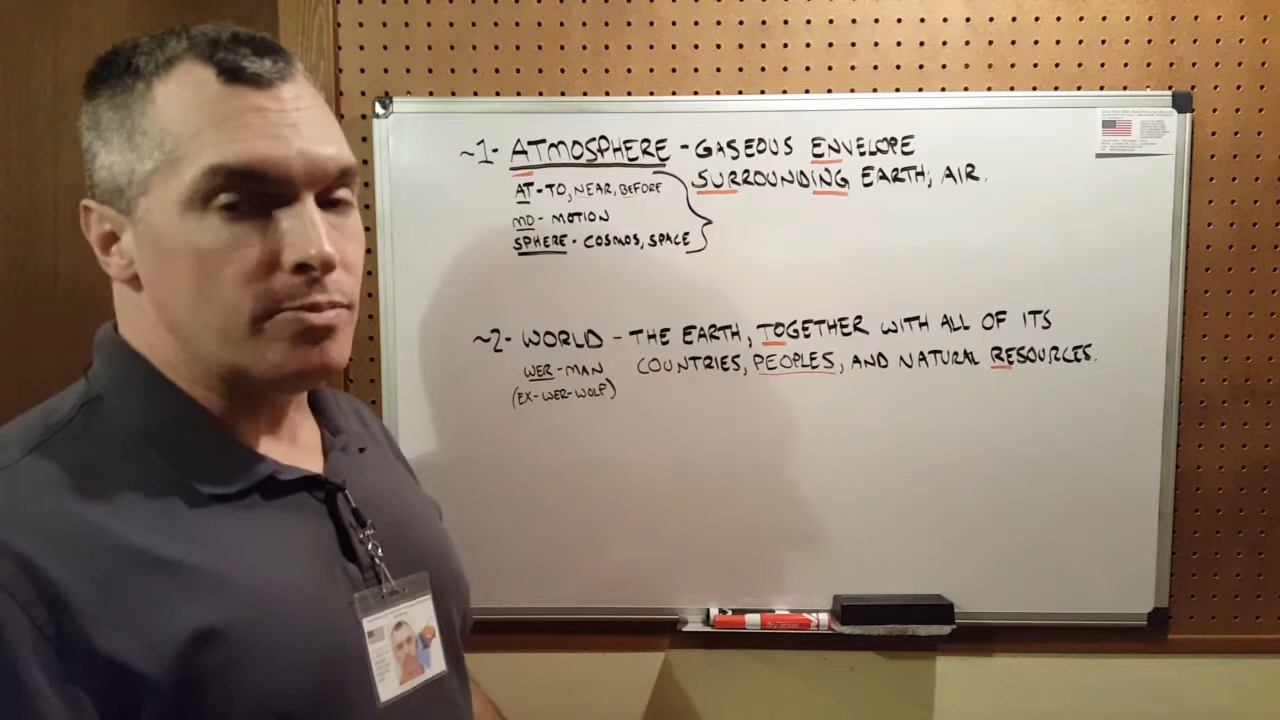 ~1- ATMOSPHERE - GASEOUS ENVELOPE
SURROUNDING EARTH; AIR.
AT - TO, NEAR, BEFORE
MO - MOTION
SPHERE - COSMOS, SPACE
~2- WORLD - THE EARTH, TOGETHER WITH ALL OF ITS
COUNTRIES, PEOPLES, AND NATURAL RESOURCES.
WER - MAN
(EX-WER-WOLF)